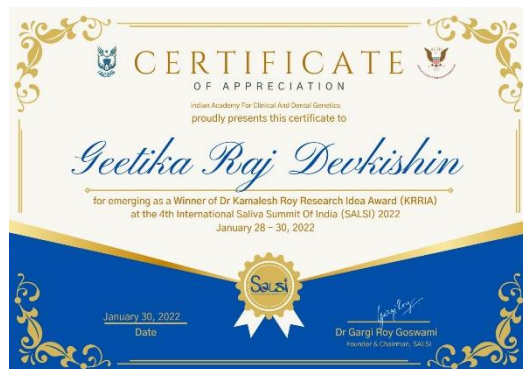 CERTIFICATE
OF APPRECIATION
Indian Academy For Clinical And Dental Genetics
proudly presents this certificate to
Geetika Raj Devkishin
for emerging as a Winner of Dr Kamalesh Roy Research Idea Award (KRRIA)
at the 4th International Saliva Summit Of India (SALSI) 2022
January 28 – 30, 2022
SaLSI
January 30, 2022
Date
Dr Gargi Roy Goswami
Founder & Chairman, SALSI